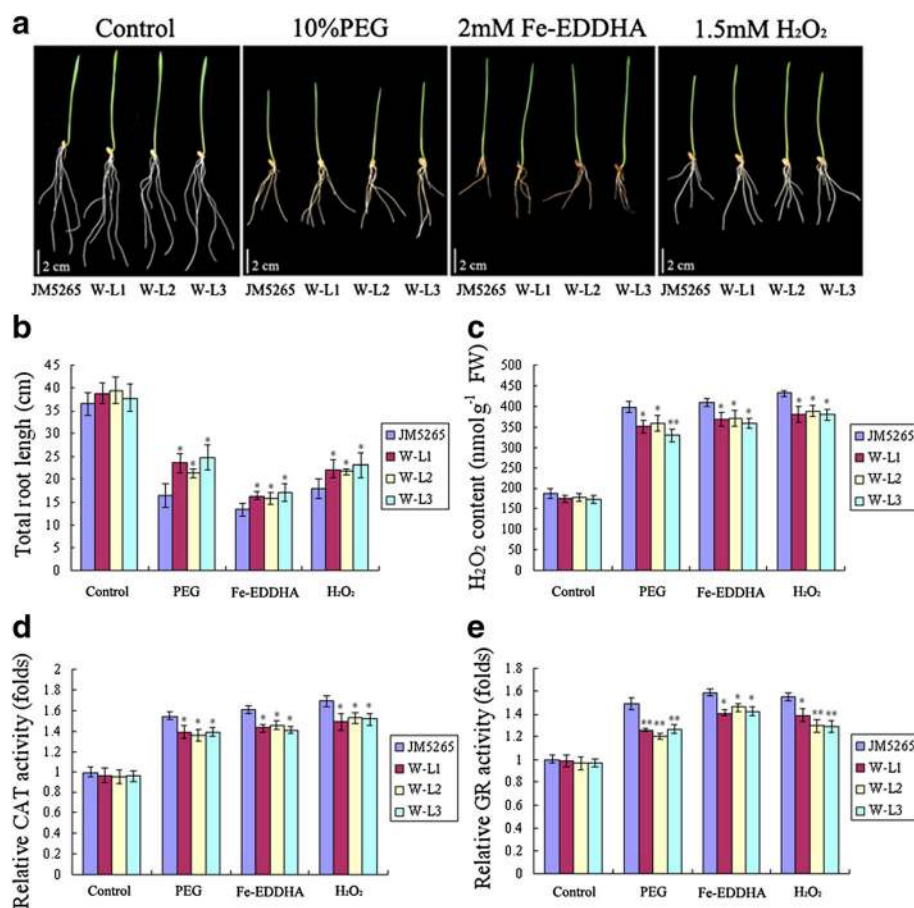 a
Control 10%PEG 2mM Fe-EDDHA 1.5mM H₂O₂
2 cm 2 cm 2 cm 2 cm
JM5265 W-L1 W-L2 W-L3 JM5265 W-L1 W-L2 W-L3 JM5265 W-L1 W-L2 W-L3 JM5265 W-L1 W-L2 W-L3
b
Total root lengh (cm)
45
40
35
30
25
20
15
10
5
0
* * * * * * * * *
Control PEG Fe-EDDHA H₂O₂
JM5265
W-L1
W-L2
W-L3
c
H₂O₂ content (nmol g⁻¹ FW)
500
450
400
350
300
250
200
150
100
50
0
* * ** * * * * * *
Control PEG Fe-EDDHA H₂O₂
JM5265
W-L1
W-L2
W-L3
d
Relative CAT activity (folds)
2
1.8
1.6
1.4
1.2
1
0.8
0.6
0.4
0.2
0
* * * * * * * * *
Control PEG Fe-EDDHA H₂O₂
JM5265
W-L1
W-L2
W-L3
e
Relative GR activity (folds)
1.8
1.6
1.4
1.2
1
0.8
0.6
0.4
0.2
0
** ** ** * * * * ** **
Control PEG Fe-EDDHA H₂O₂
JM5265
W-L1
W-L2
W-L3